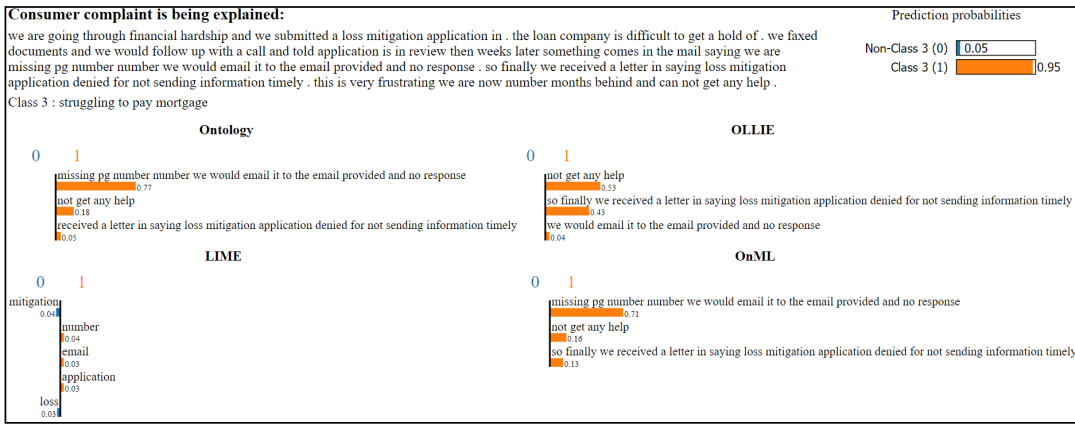 Consumer complaint is being explained:
we are going through financial hardship and we submitted a loss mitigation application in . the loan company is difficult to get a hold of . we faxed
documents and we would follow up with a call and told application is in review then weeks later something comes in the mail saying we are
missing pg number number we would email it to the email provided and no response . so finally we received a letter in saying loss mitigation
application denied for not sending information timely . this is very frustrating we are now number months behind and can not get any help .
Class 3 : struggling to pay mortgage
Prediction probabilities
Non-Class 3 (0) 0.05
Class 3 (1) 0.95
Ontology
0 1
missing pg number number we would email it to the email provided and no response
0.77
not get any help
0.18
received a letter in saying loss mitigation application denied for not sending information timely
0.05
OLLIE
0 1
not get any help
0.53
so finally we received a letter in saying loss mitigation application denied for not sending information timely
0.43
we would email it to the email provided and no response
0.04
LIME
0 1
mitigation
0.04
number
0.04
email
0.03
application
0.03
loss
0.03
OnML
0 1
missing pg number number we would email it to the email provided and no response
0.71
not get any help
0.16
so finally we received a letter in saying loss mitigation application denied for not sending information timely
0.13